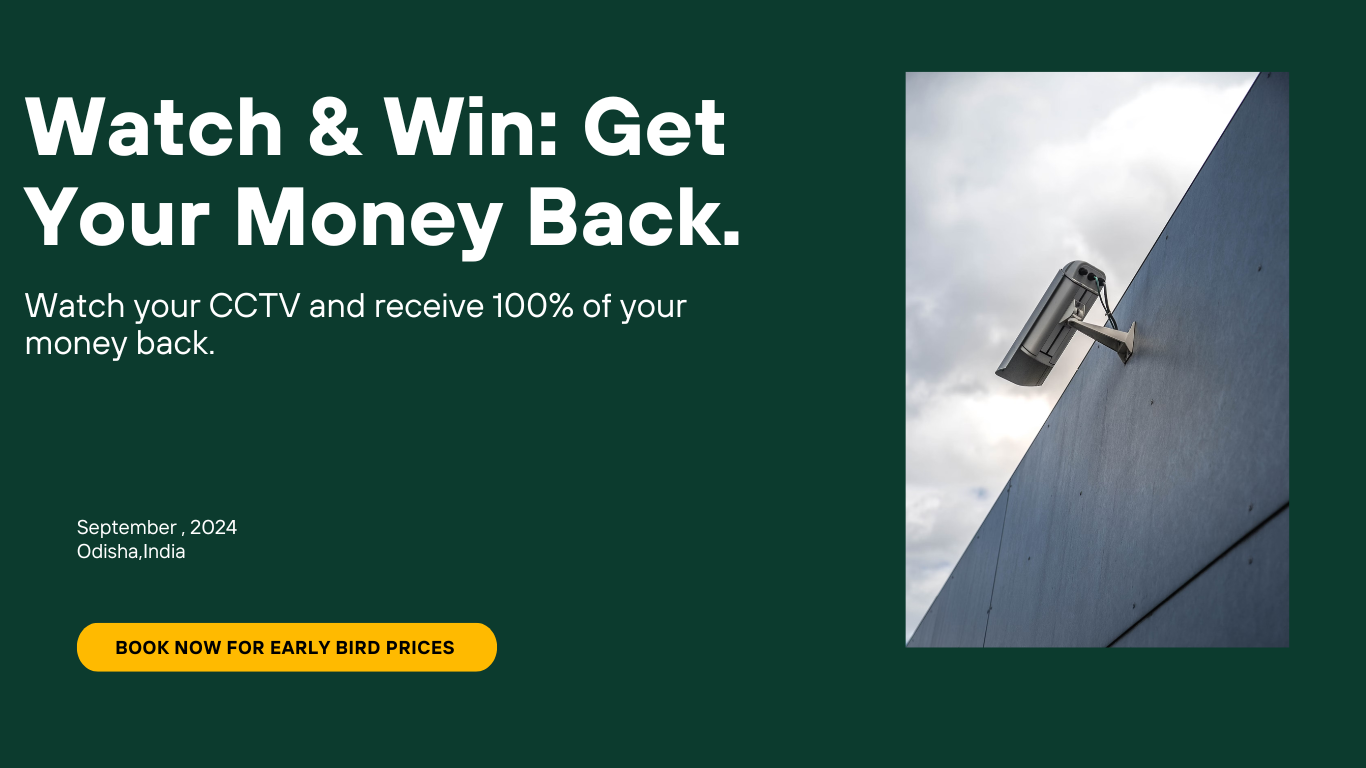 Watch & Win: Get
Your Money Back.
Watch your CCTV and receive 100% of your
money back.
September , 2024
Odisha,India
BOOK NOW FOR EARLY BIRD PRICES